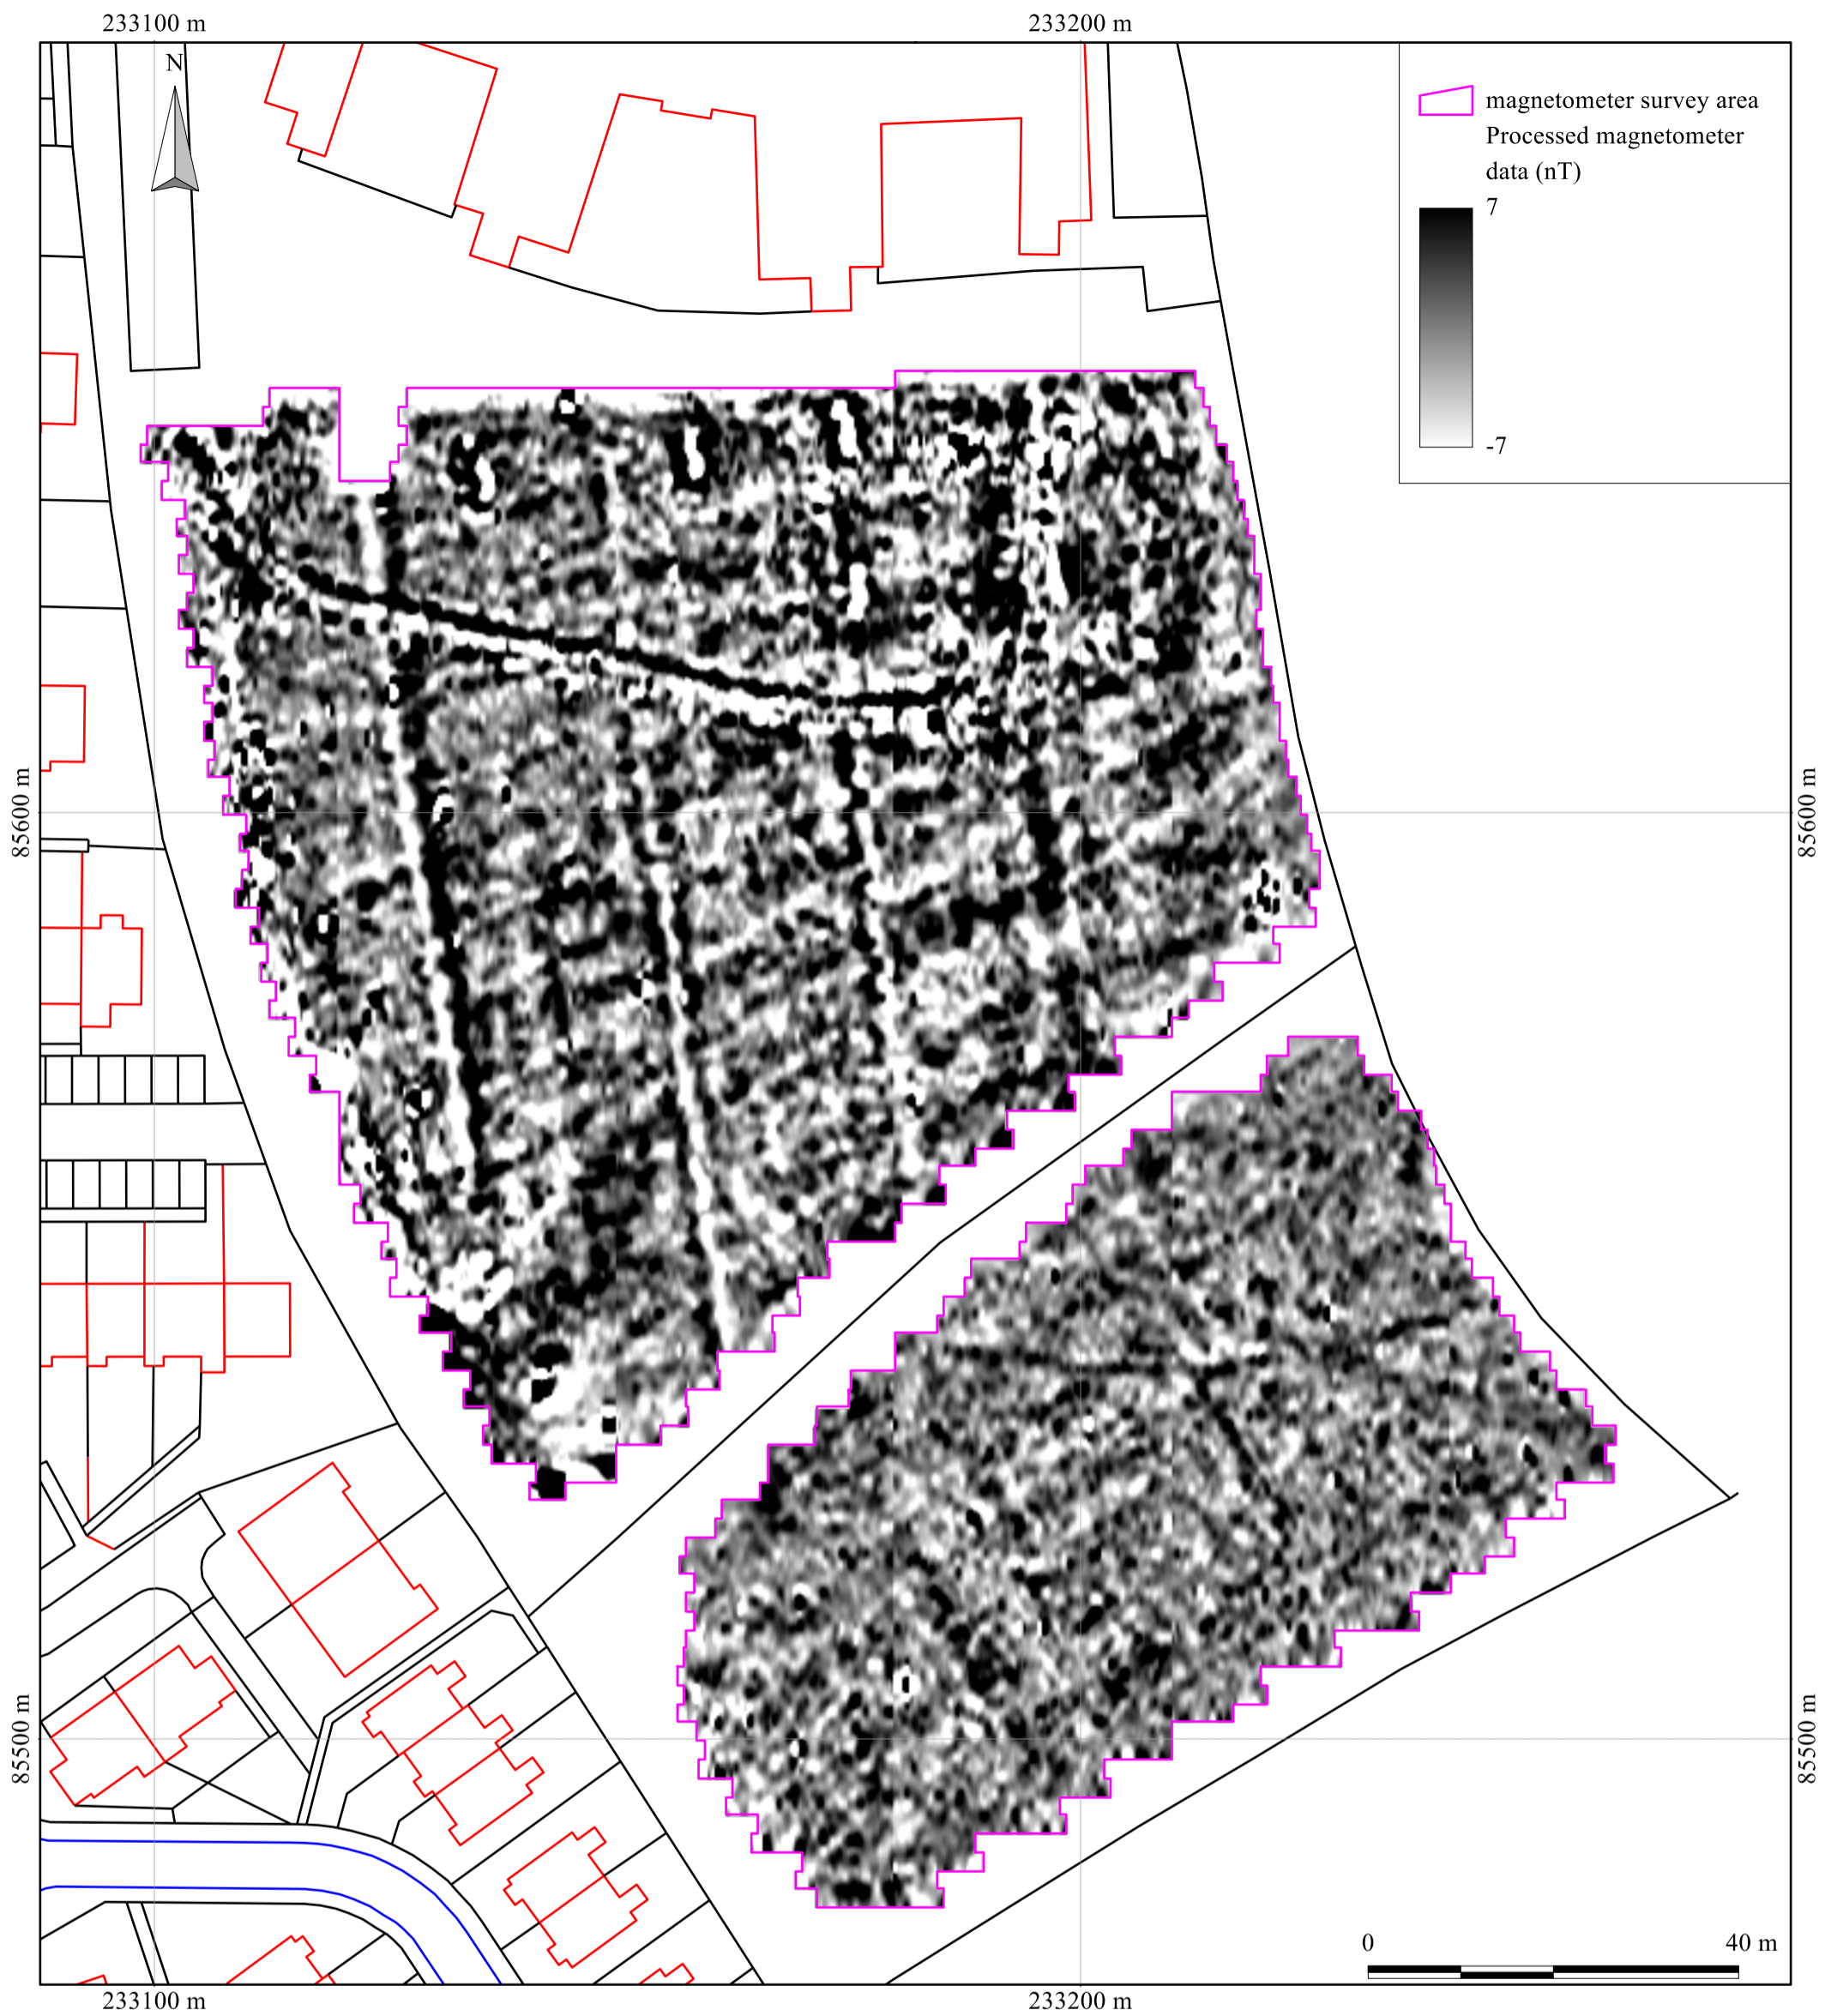 233100 m
233200 m
N
magnetometer survey area
Processed magnetometer
data (nT)
7
-7
85600 m
85600 m
85500 m
85500 m
0
40 m
233100 m
233200 m